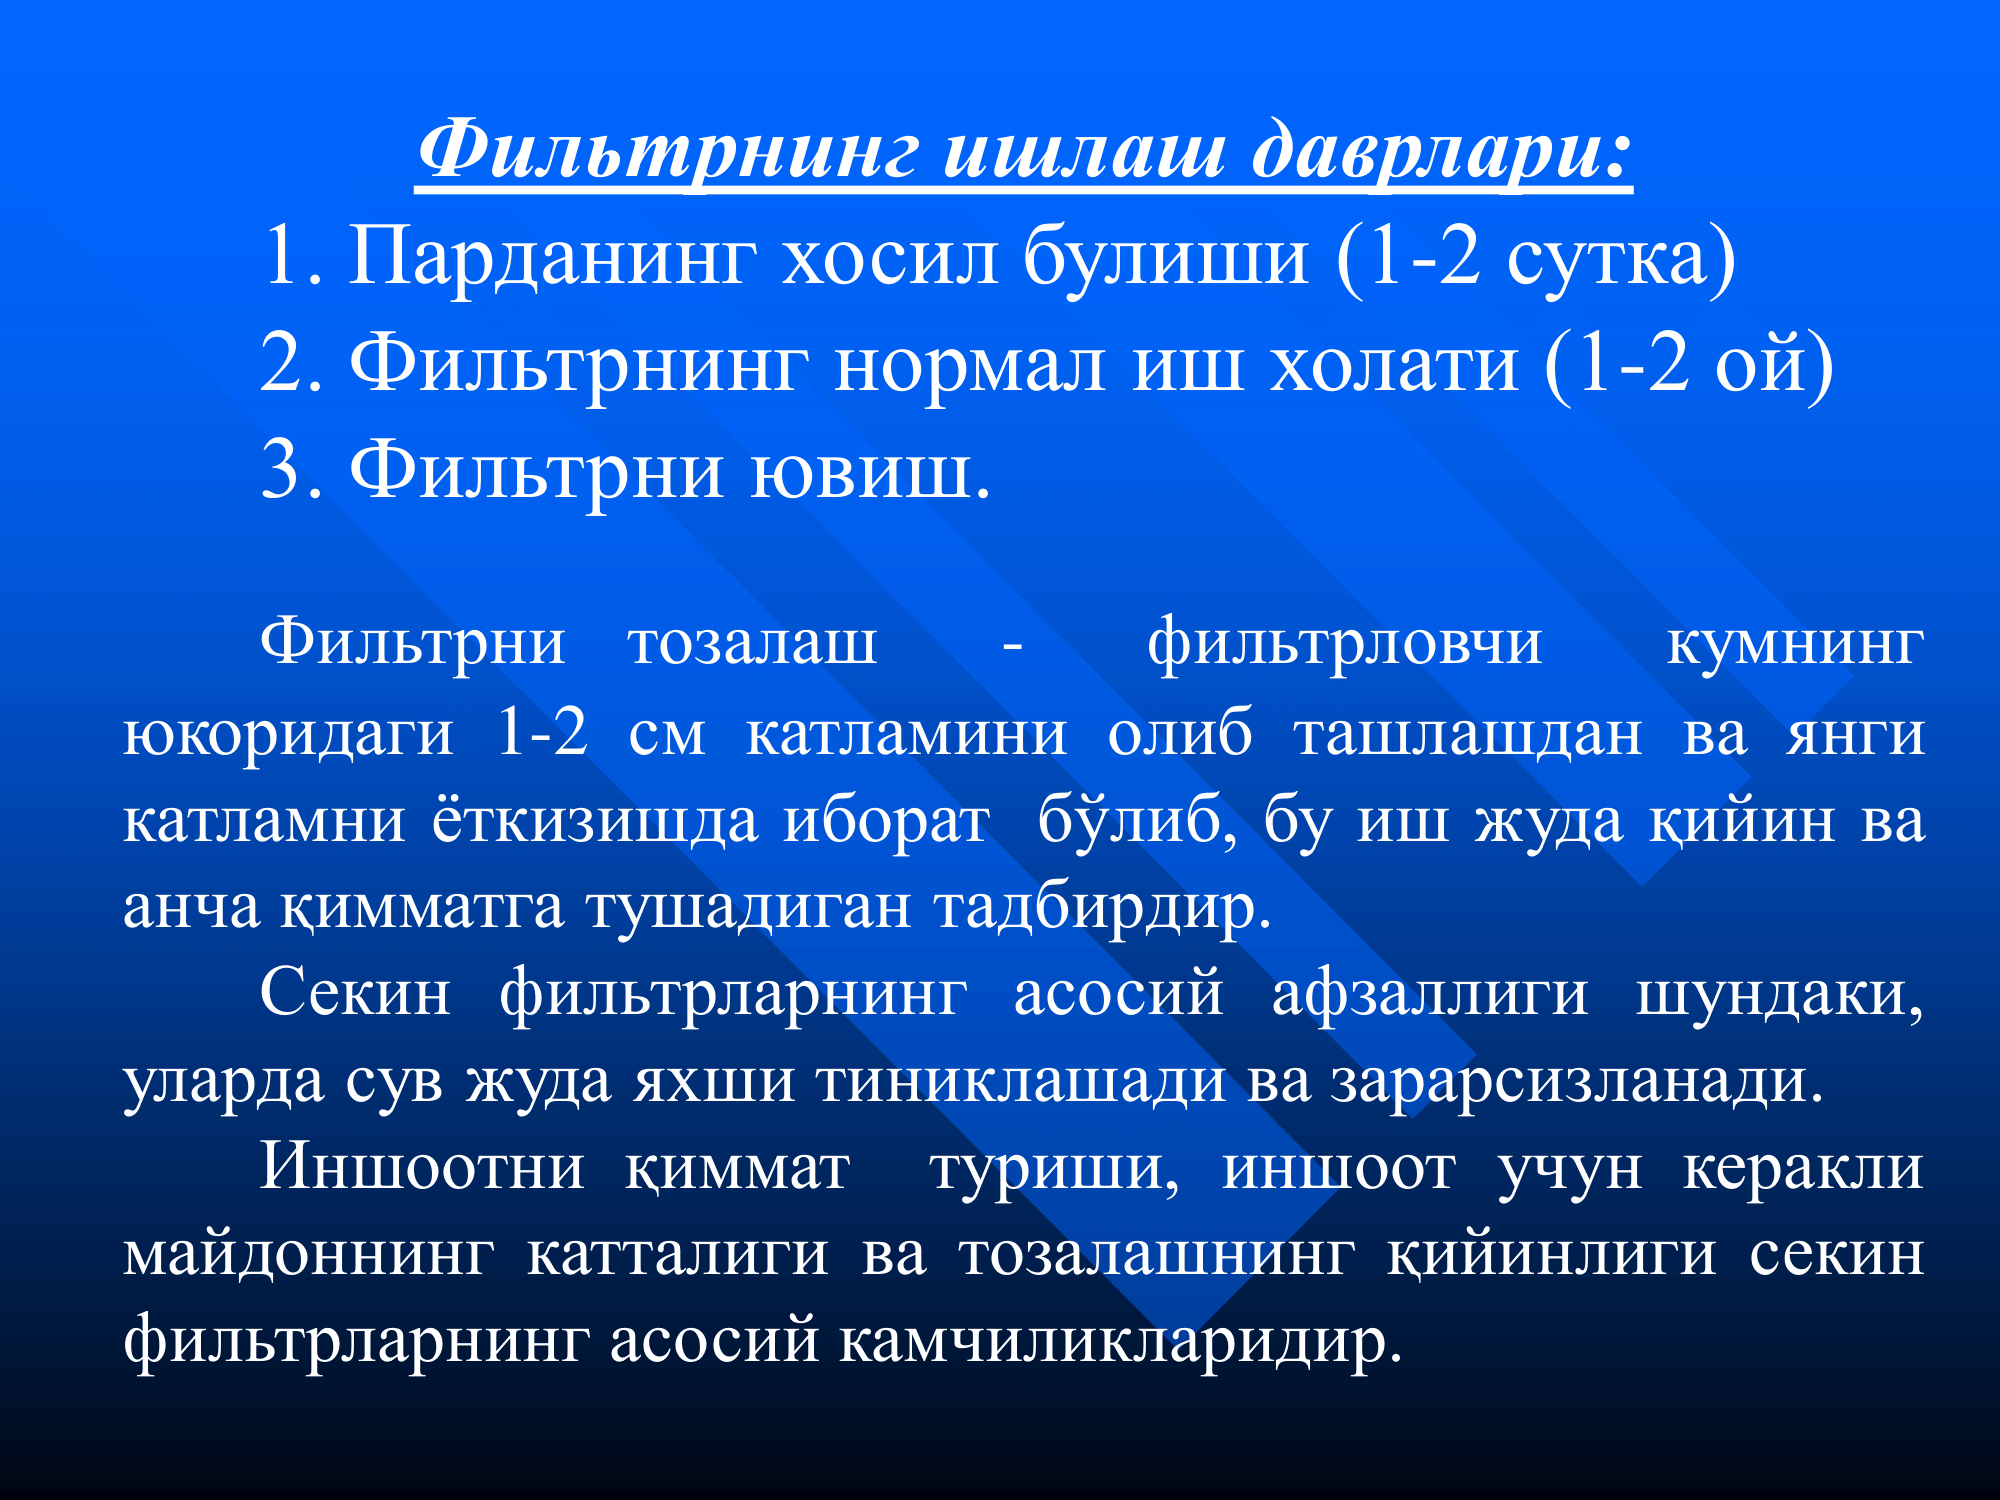 Фильтрнинг ишлаш даврлари:
1. Парданинг хосил булиши (1-2 сутка)
2. Фильтрнинг нормал иш холати (1-2 ой)
3. Фильтрни ювиш.
Фильтрни тозалаш - фильтрловчи кумнинг
юкоридаги 1-2 см катламини олиб ташлашдан ва янги
катламни ёткизишда иборат бўлиб, бу иш жуда қийин ва
анча қимматга тушадиган тадбирдир.
Секин фильтрларнинг асосий афзаллиги шундаки,
уларда сув жуда яхши тиниклашади ва зарарсизланади.
Иншоотни қиммат туриши, иншоот учун керакли
майдоннинг катталиги ва тозалашнинг қийинлиги секин
фильтрларнинг асосий камчиликларидир.